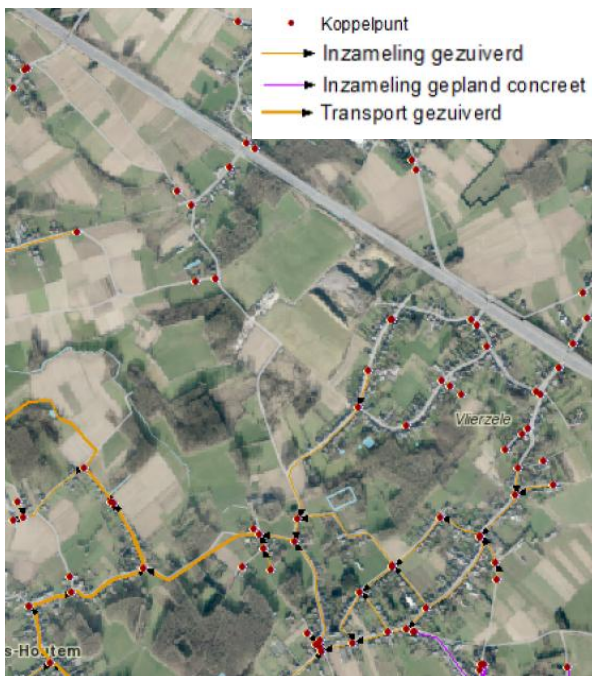 Koppelpunt
Inzameling gezuiverd
Inzameling gepland concreet
Transport gezuiverd
Vlierzele
s-Houtem